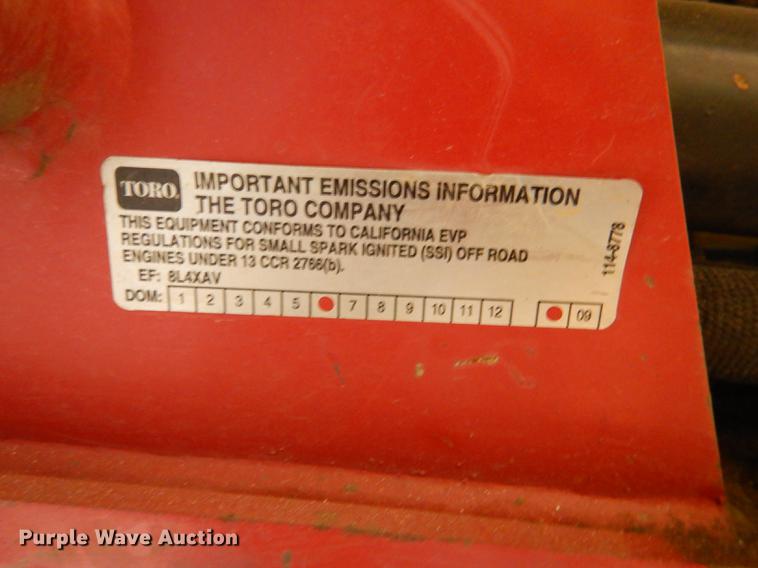 TORO.
IMPORTANT EMISSIONS INFORMATION
THE TORO COMPANY
THIS EQUIPMENT CONFORMS TO CALIFORNIA EVP
REGULATIONS FOR SMALL SPARK IGNITED (SSI) OFF ROAD
ENGINES UNDER 13 CCR 2766(b).
EF: 8L4XAV
DOM: 1 2 3 4 5 7 8 9 10 11 12 09
114-8778
Purple Wave Auction